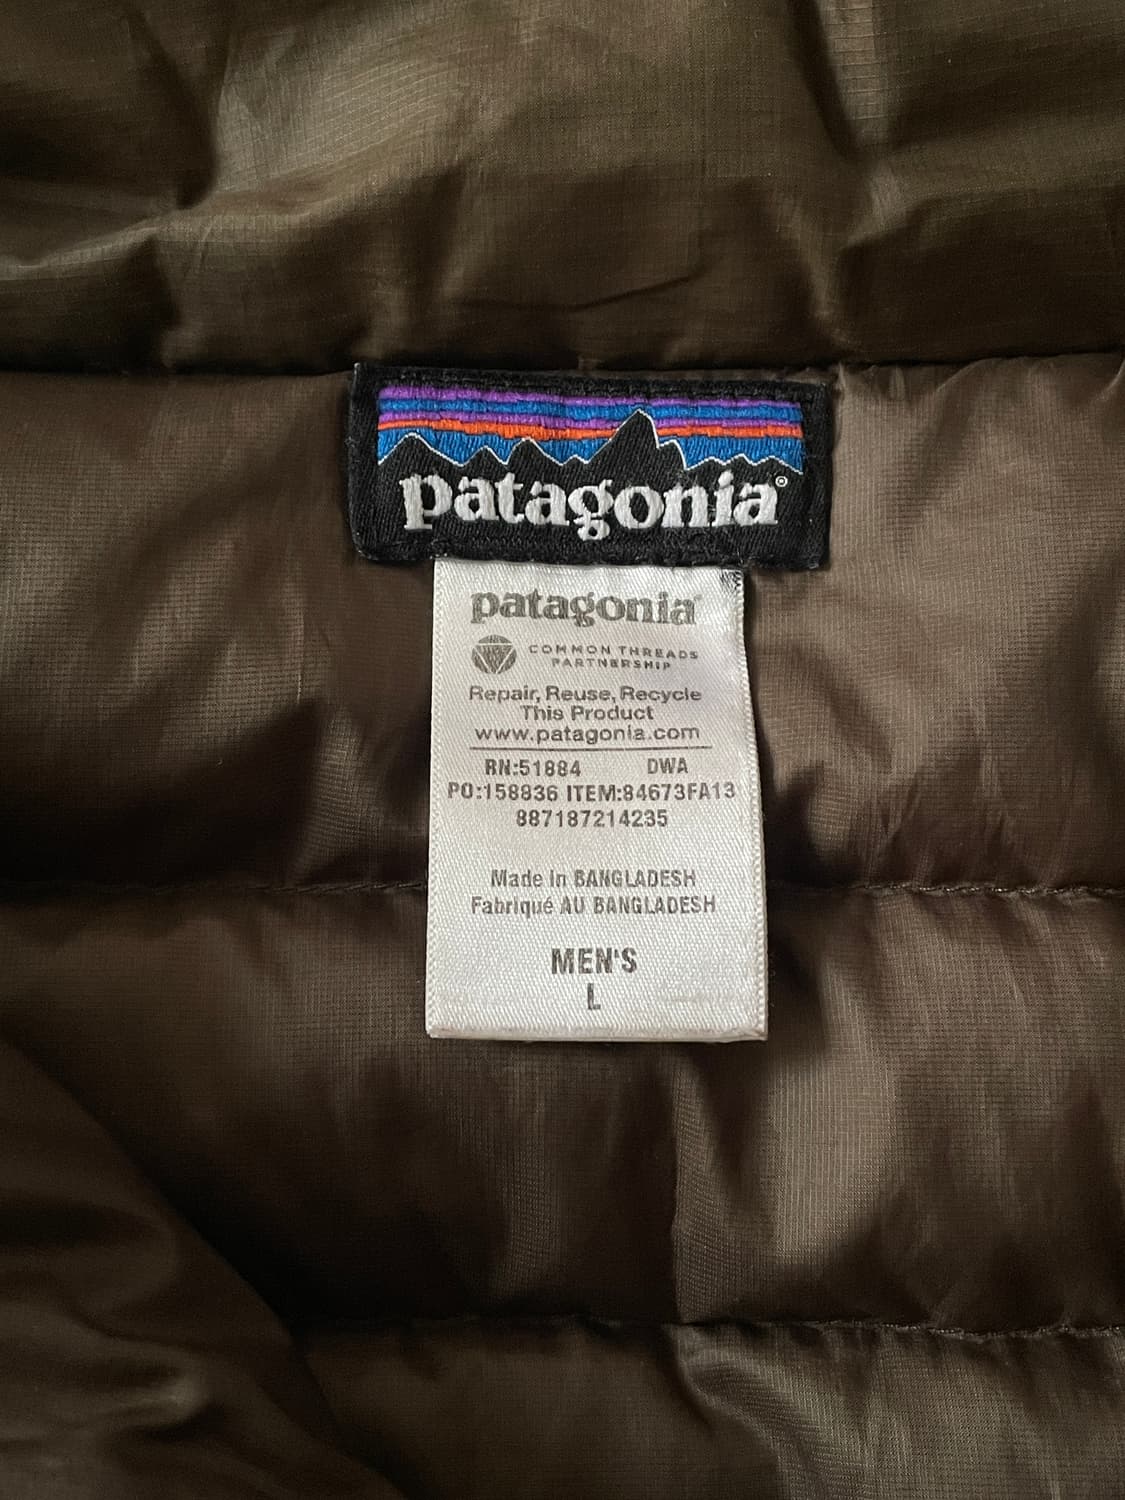 patagonia®
patagonia
COMMON THREADS
PARTNERSHIP
Repair, Reuse, Recycle
This Product
www.patagonia.com
RN:51884 DWA
PO:158836 ITEM:84673FA13
887187214235
Made in BANGLADESH
Fabriqué AU BANGLADESH
MEN'S
L